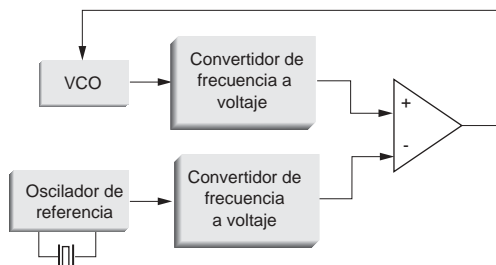 VCO
Convertidor de
frecuencia a
voltaje
+
-
Oscilador de
referencia
Convertidor de
frecuencia
a voltaje